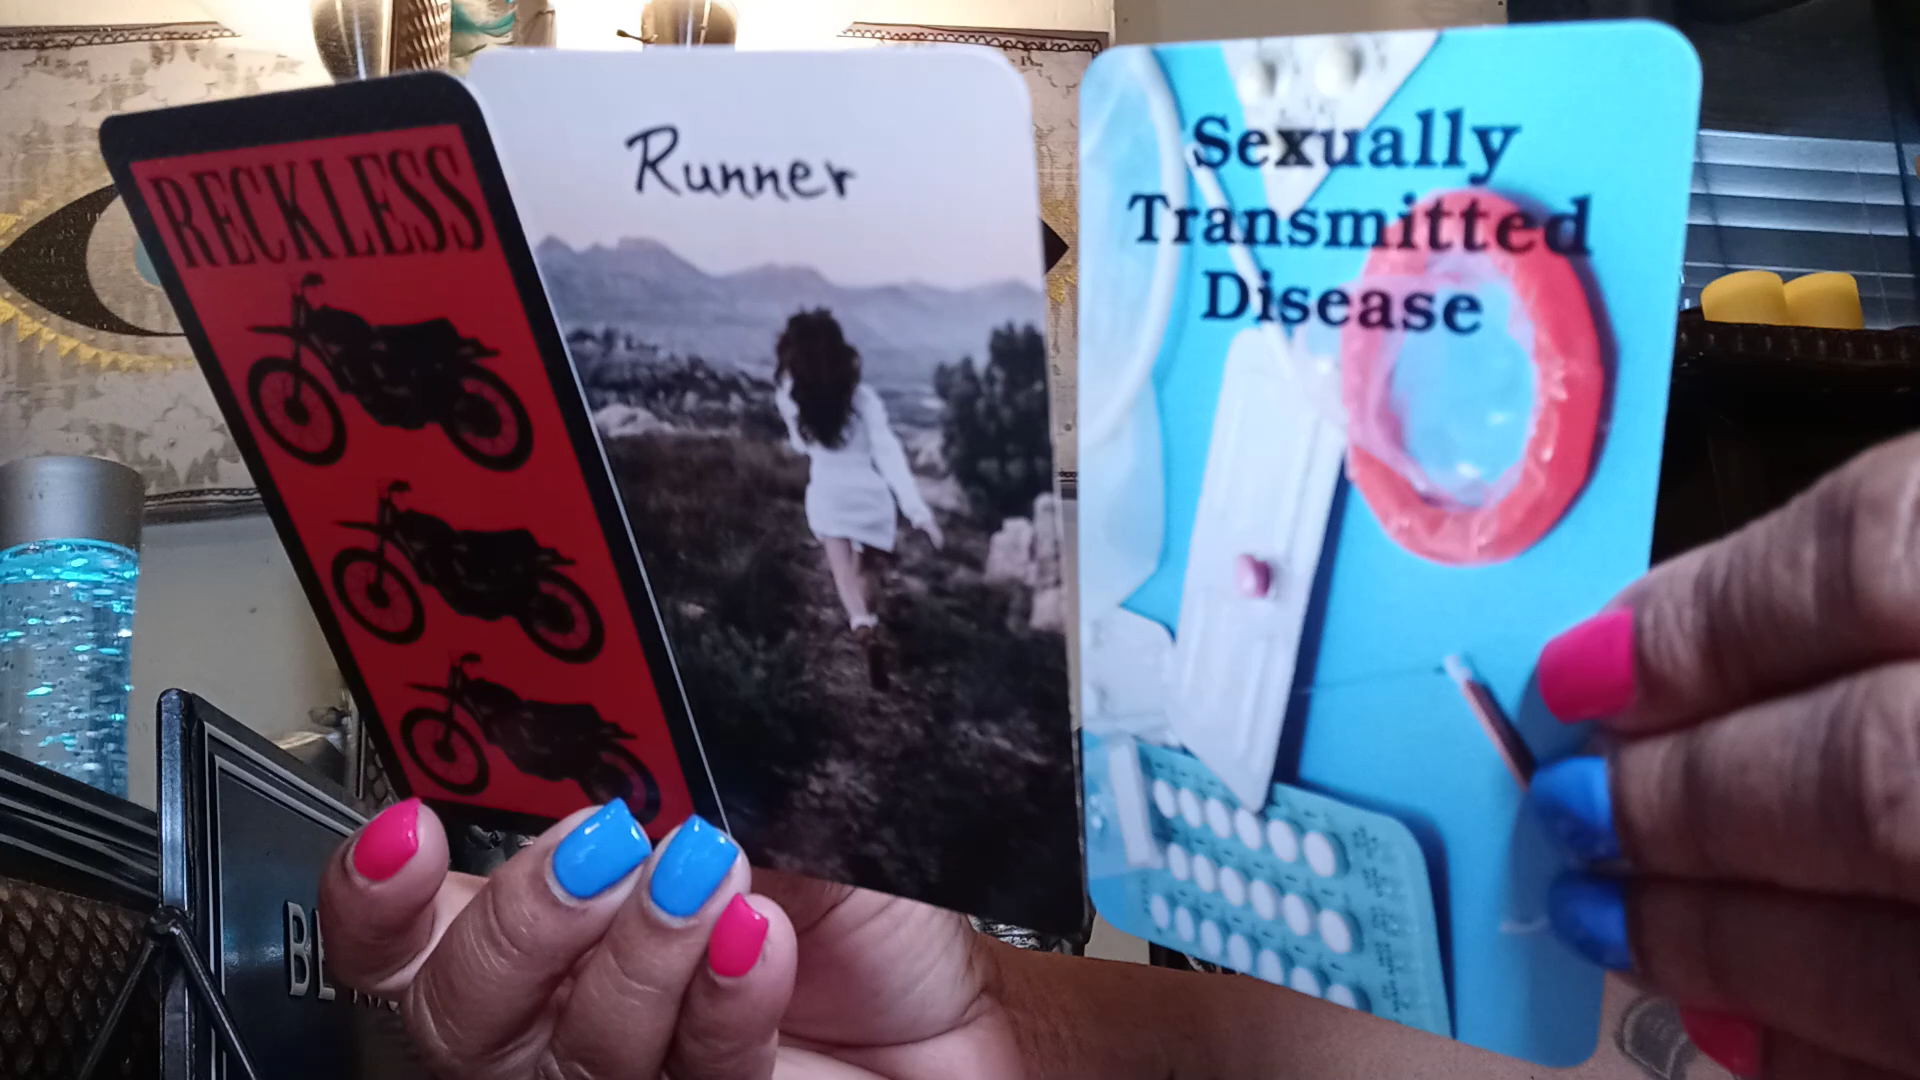 RECKLESS
Runner
Sexually
Transmitted
Disease